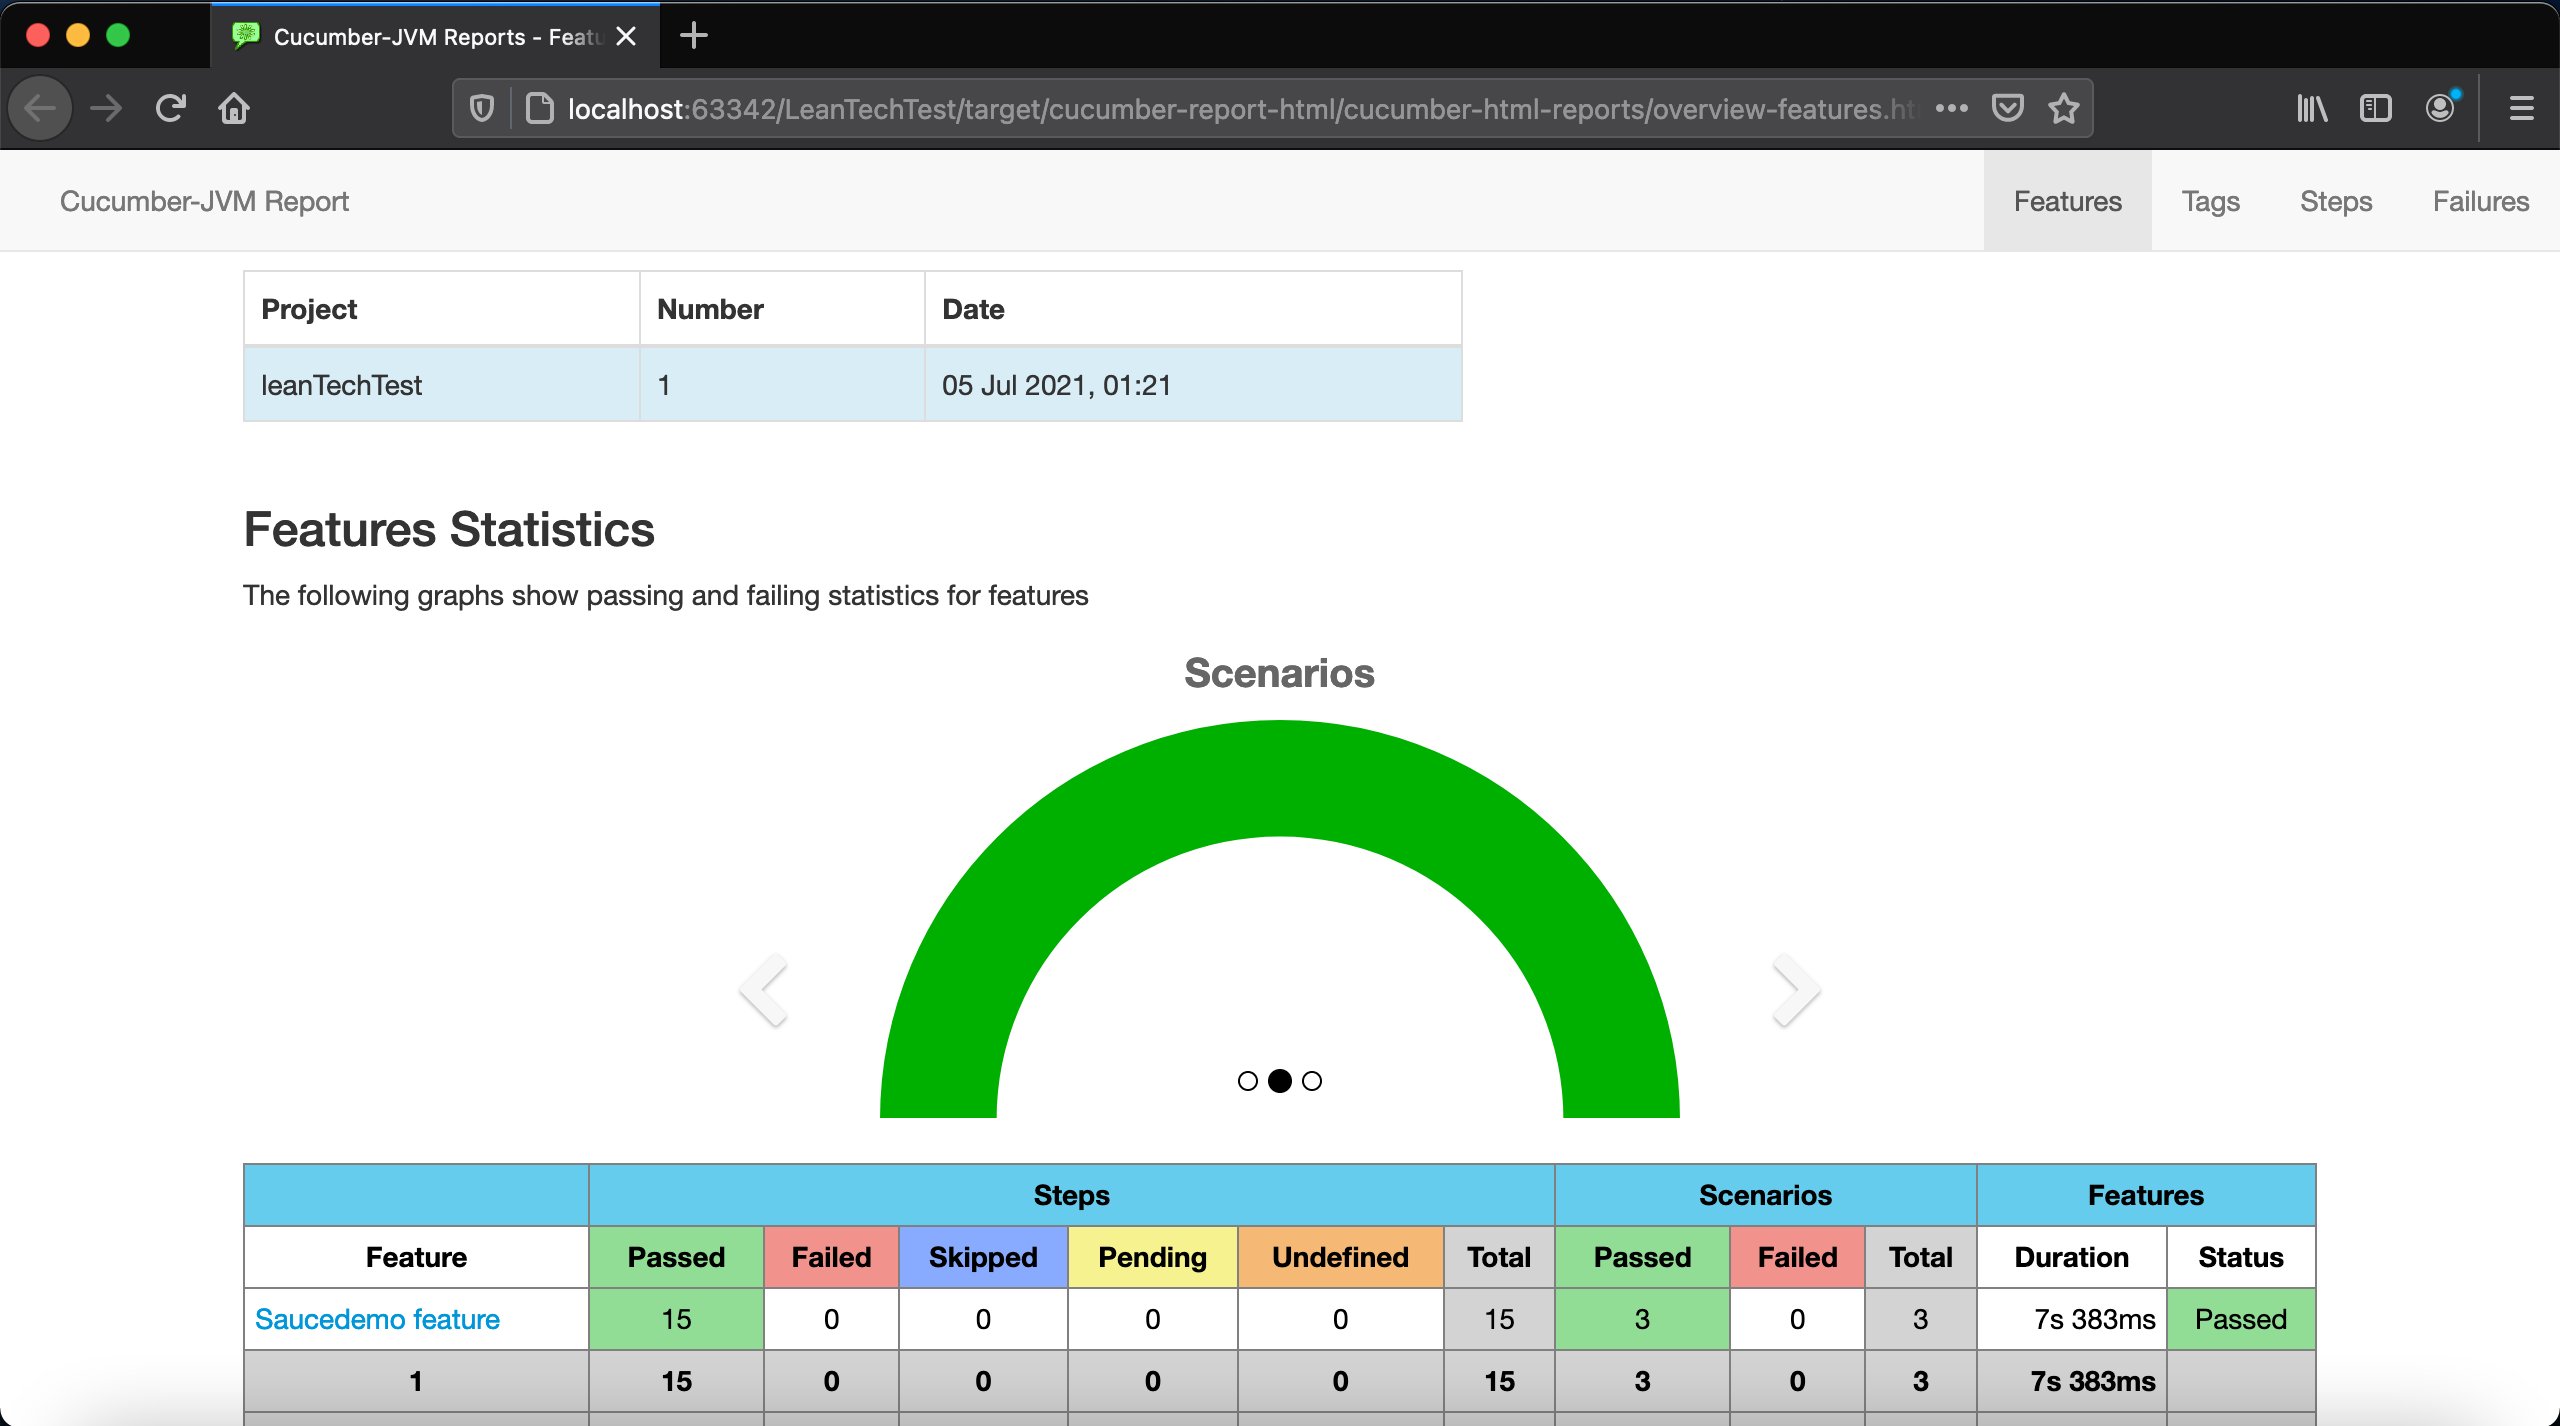 Cucumber-JVM Reports - Featu
localhost:63342/LeanTechTest/target/cucumber-report-html/cucumber-html-reports/overview-features.ht
Cucumber-JVM Report Features Tags Steps Failures
Project Number Date
leanTechTest 1 05 Jul 2021, 01:21
Features Statistics
The following graphs show passing and failing statistics for features
Scenarios
Steps Scenarios Features
Feature Passed Failed Skipped Pending Undefined Total Passed Failed Total Duration Status
Saucedemo feature 15 0 0 0 0 15 3 0 3 7s 383ms Passed
1 15 0 0 0 0 15 3 0 3 7s 383ms